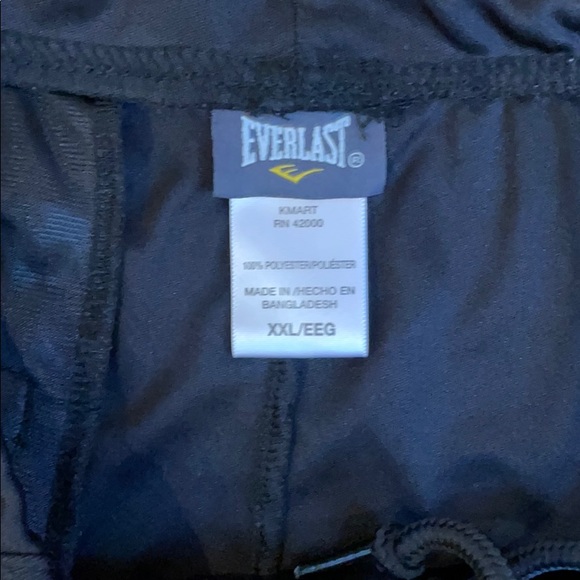 EVERLAST®
KMART
RN 42000
100% POLYESTER/POLIÉSTER
MADE IN /HECHO EN
BANGLADESH
XXL/EEG